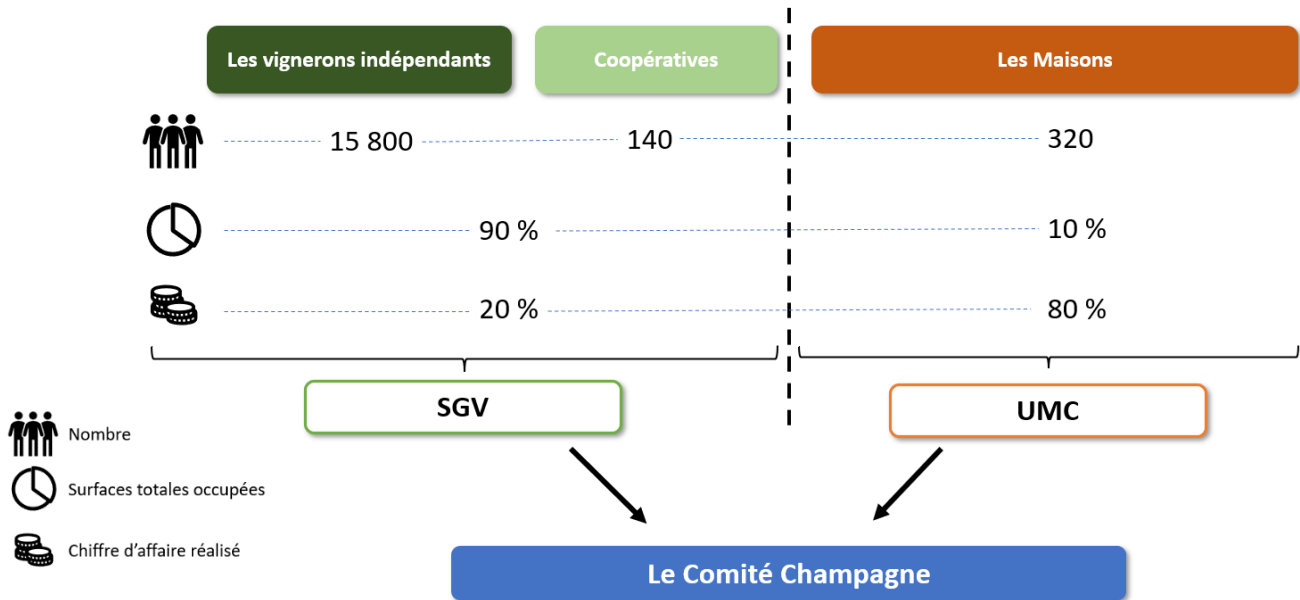 Les vignerons indépendants
Coopératives
Les Maisons
15 800
140
320
90 %
10 %
20 %
80 %
SGV
UMC
Nombre
Surfaces totales occupées
Chiffre d'affaire réalisé
Le Comité Champagne